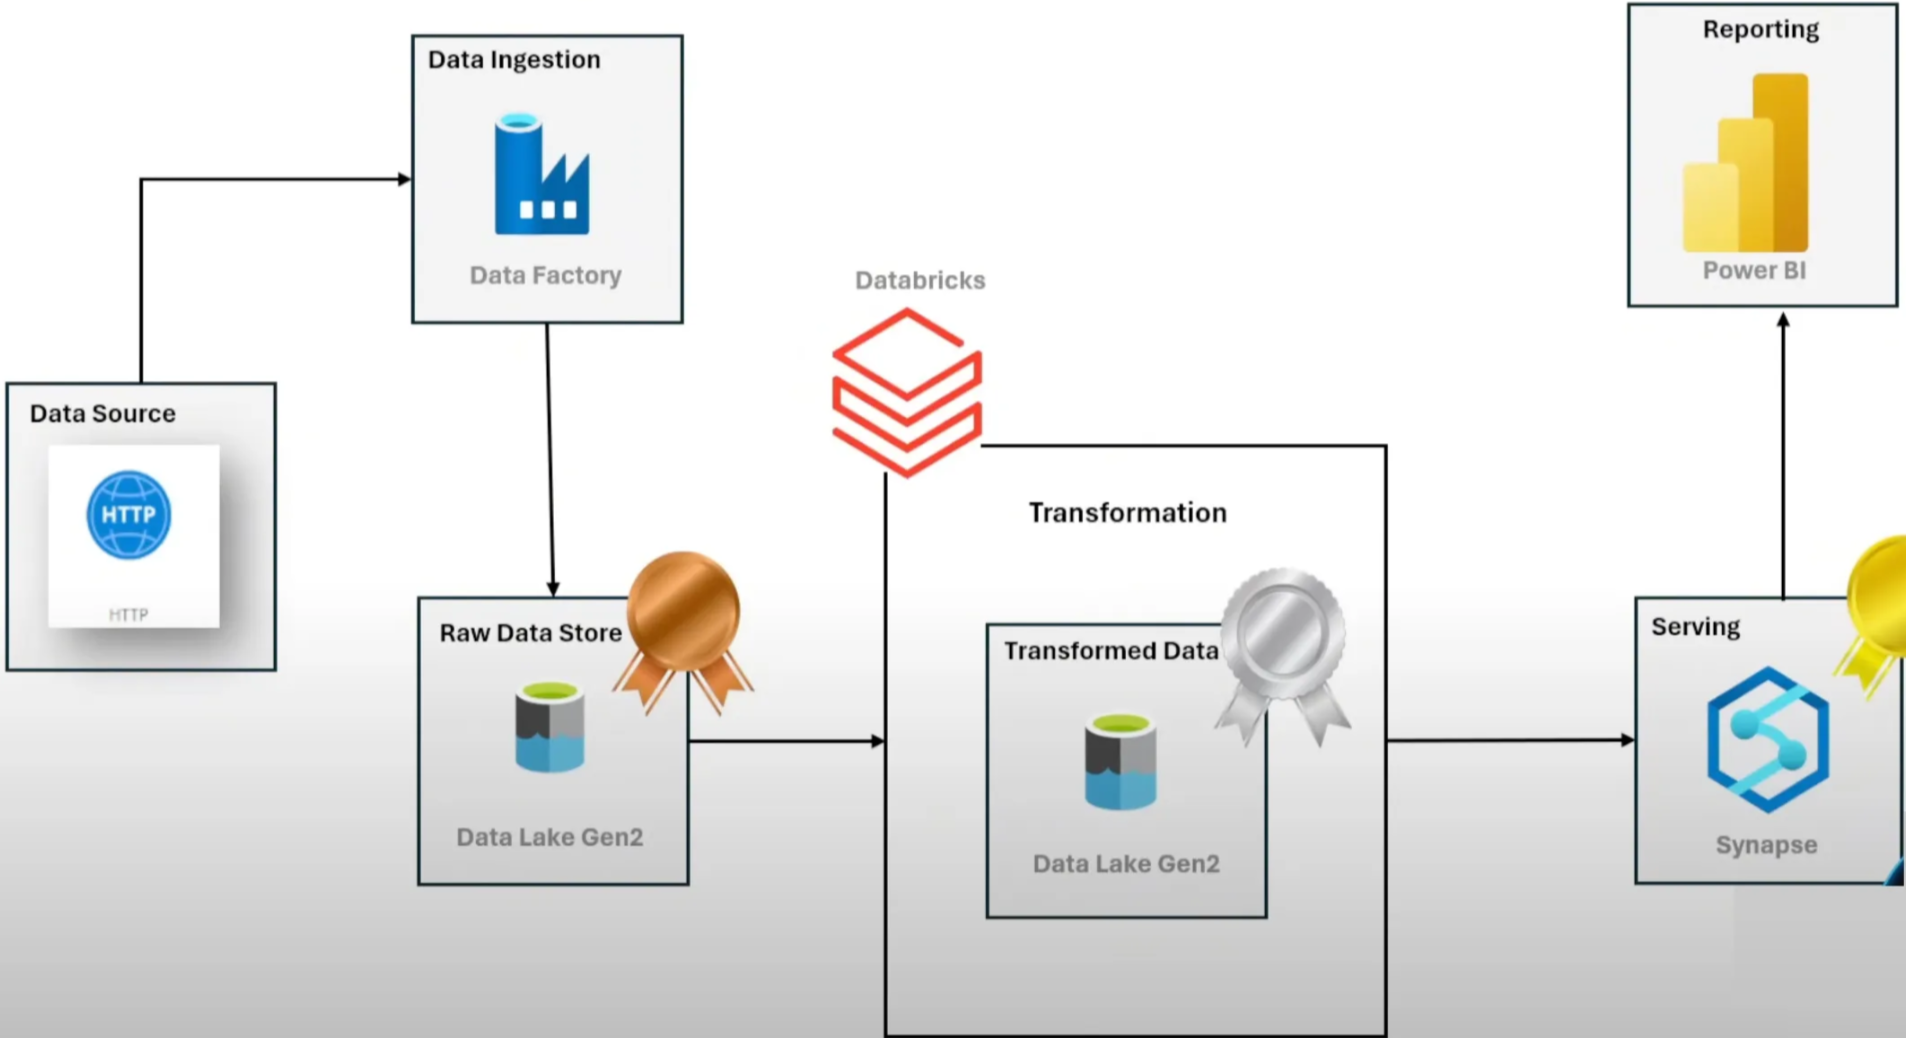 Data Source
HTTP
HTTP
Data Ingestion
Data Factory
Raw Data Store
Data Lake Gen2
Databricks
Transformation
Transformed Data
Data Lake Gen2
Serving
Synapse
Reporting
Power BI